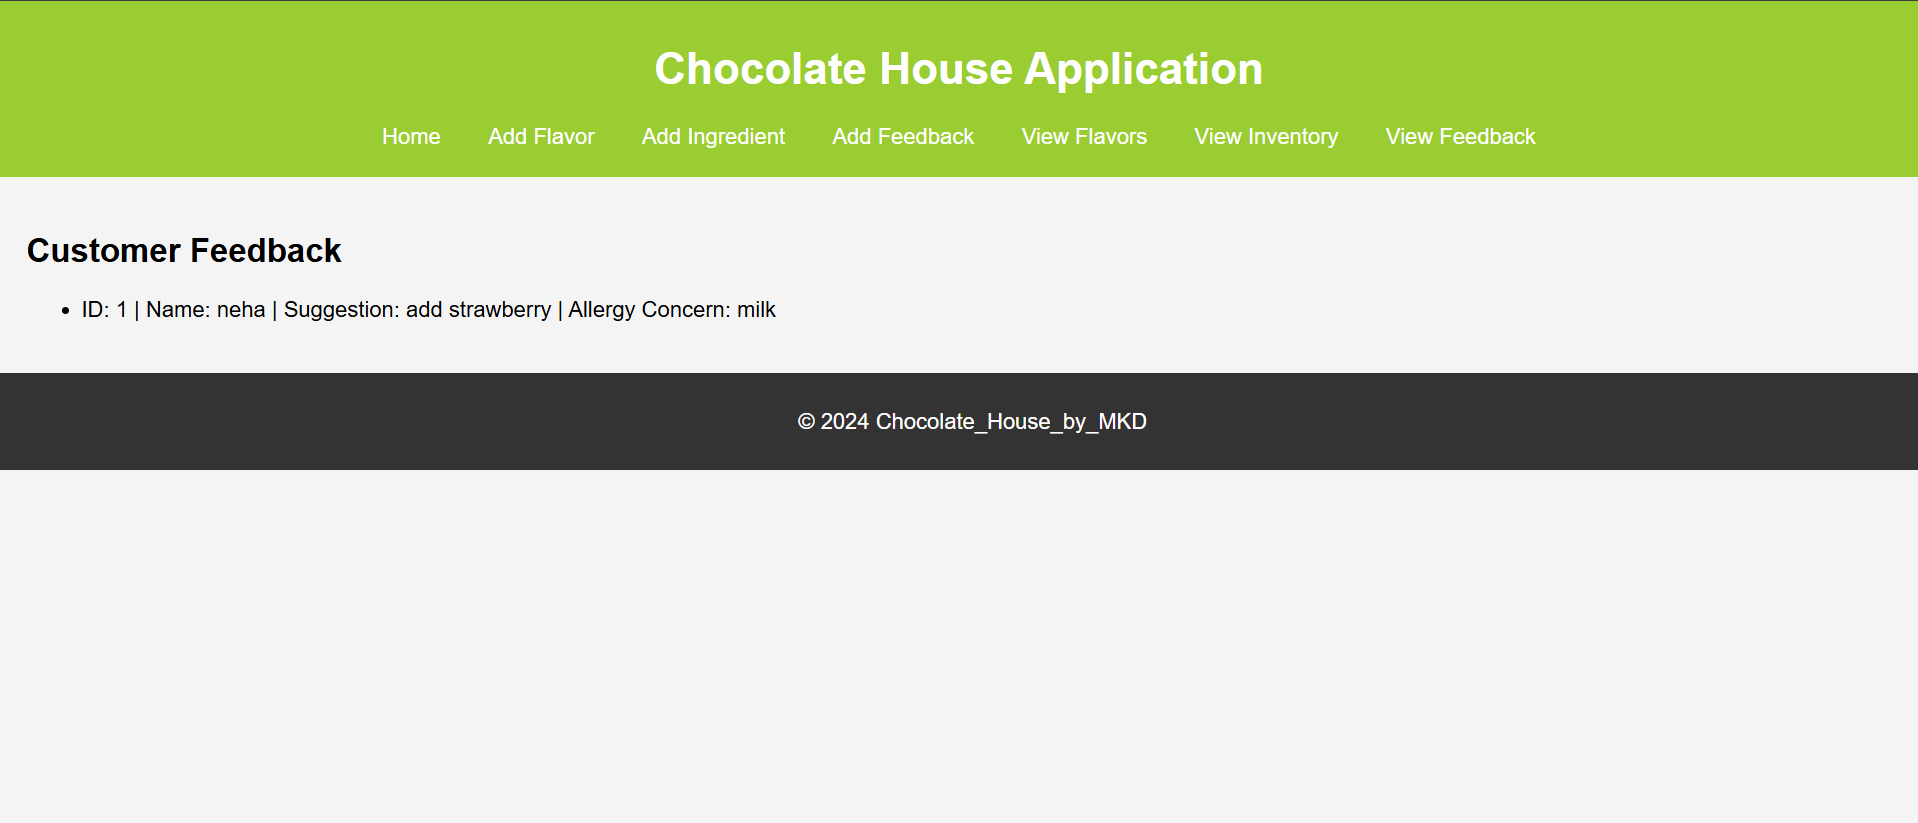 Chocolate House Application
Home Add Flavor Add Ingredient Add Feedback View Flavors View Inventory View Feedback
Customer Feedback
• ID: 1 | Name: neha | Suggestion: add strawberry | Allergy Concern: milk
© 2024 Chocolate_House_by_MKD